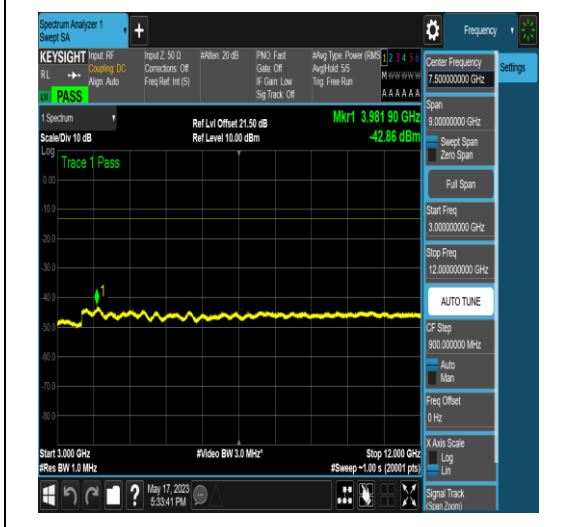 Spectrum Analyzer 1
Swept SA
+
Frequency
KEYSIGHT
Input: RF
Coupling: DC
Align: Auto
RL
PASS
Input Z: 50 Ω
Corrections: Off
Freq Ref: Int (S)
#Atten: 20 dB
PNO: Fast
Gate: Off
IF Gain: Low
Sig Track: Off
#Avg Type: Power (RMS
Avg|Hold: 5/5
Trig: Free Run
1 2 3 4 5 6
M W W W W W
A A A A A A
Settings
1 Spectrum
Scale/Div 10 dB
Ref Lvl Offset 21.50 dB
Ref Level 10.00 dBm
Mkr1 3.981 90 GHz
-42.86 dBm
Log
Trace 1 Pass
0.00
-10.0
-20.0
-30.0
-40.0
-50.0
-60.0
-70.0
-80.0
1
Start 3.000 GHz
#Res BW 1.0 MHz
#Video BW 3.0 MHz*
Stop 12.000 GHz
#Sweep ~1.00 s (20001 pts)
Center Frequency
7.500000000 GHz
Span
9.00000000 GHz
Swept Span
Zero Span
Full Span
Start Freq
3.000000000 GHz
Stop Freq
12.000000000 GHz
AUTO TUNE
CF Step
900.000000 MHz
Auto
Man
Freq Offset
0 Hz
X Axis Scale
Log
Lin
Signal Track
(Span Zoom)
?
May 17, 2023
5:33:41 PM